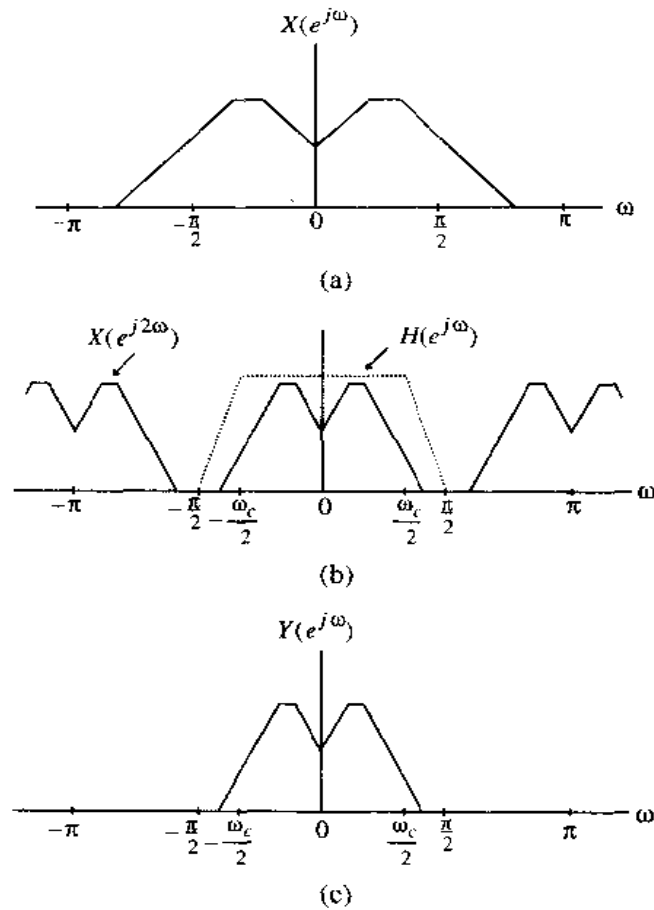 X(e^{jω})
−π −π/2 0 π/2 π ω
(a)
X(e^{j2ω}) H(e^{jω})
−π −π/2 −ω_c/2 0 ω_c/2 π/2 π ω
(b)
Y(e^{jω})
−π −π/2 −ω_c/2 0 ω_c/2 π/2 π ω
(c)